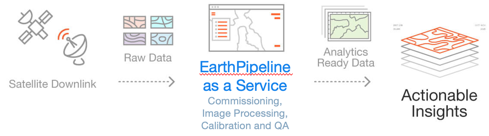 Satellite Downlink
Raw Data
EarthPipeline
as a Service
Commissioning,
Image Processing,
Calibration and QA
Analytics
Ready Data
Actionable
Insights